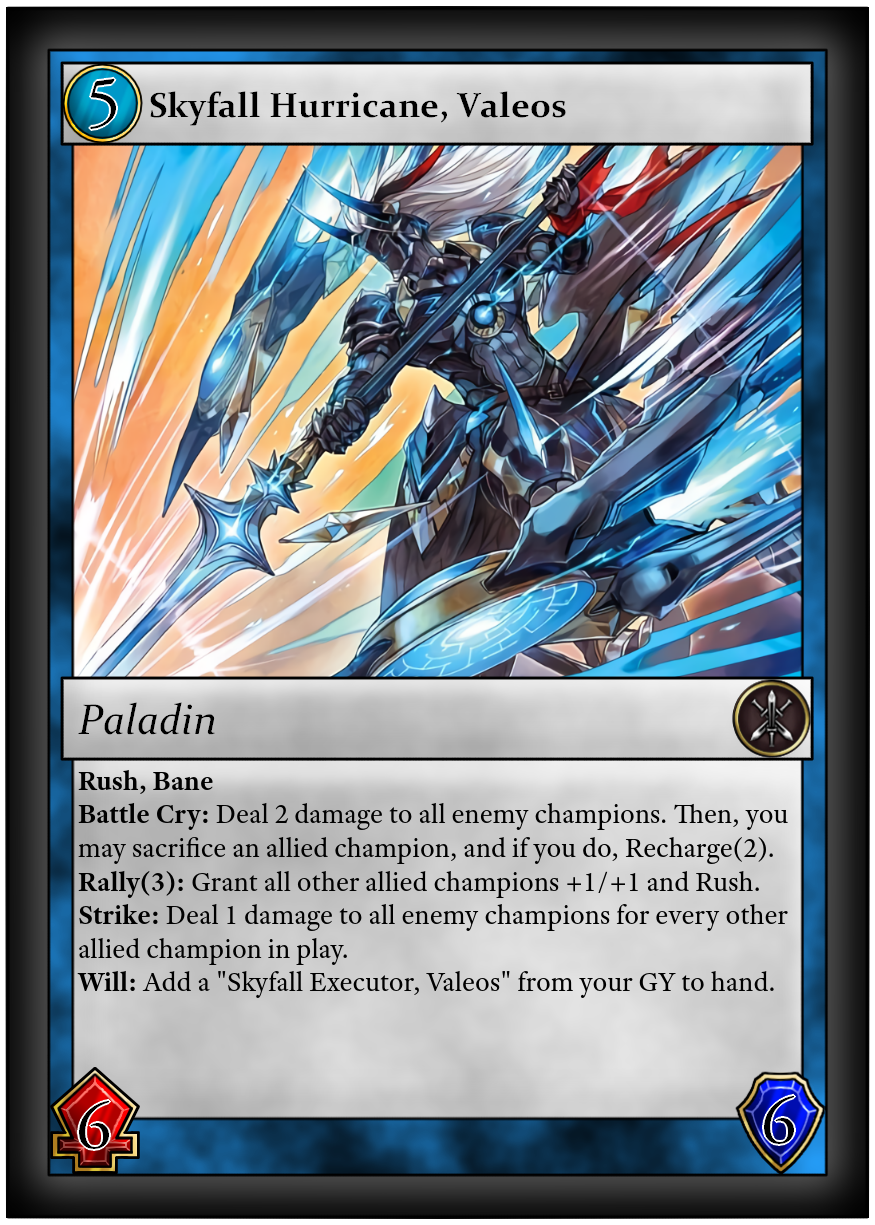 5 Skyfall Hurricane, Valeos
Paladin
Rush, Bane
Battle Cry: Deal 2 damage to all enemy champions. Then, you
may sacrifice an allied champion, and if you do, Recharge(2).
Rally(3): Grant all other allied champions +1/+1 and Rush.
Strike: Deal 1 damage to all enemy champions for every other
allied champion in play.
Will: Add a "Skyfall Executor, Valeos" from your GY to hand.
6 6